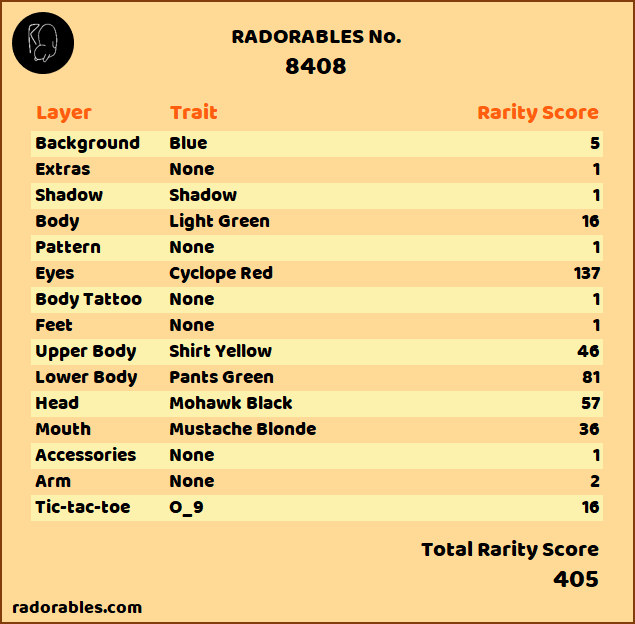 RADORABLES No.
8408
Layer Trait Rarity Score
Background Blue 5
Extras None 1
Shadow Shadow 1
Body Light Green 16
Pattern None 1
Eyes Cyclope Red 137
Body Tattoo None 1
Feet None 1
Upper Body Shirt Yellow 46
Lower Body Pants Green 81
Head Mohawk Black 57
Mouth Mustache Blonde 36
Accessories None 1
Arm None 2
Tic-tac-toe O_9 16
Total Rarity Score
405
radorables.com